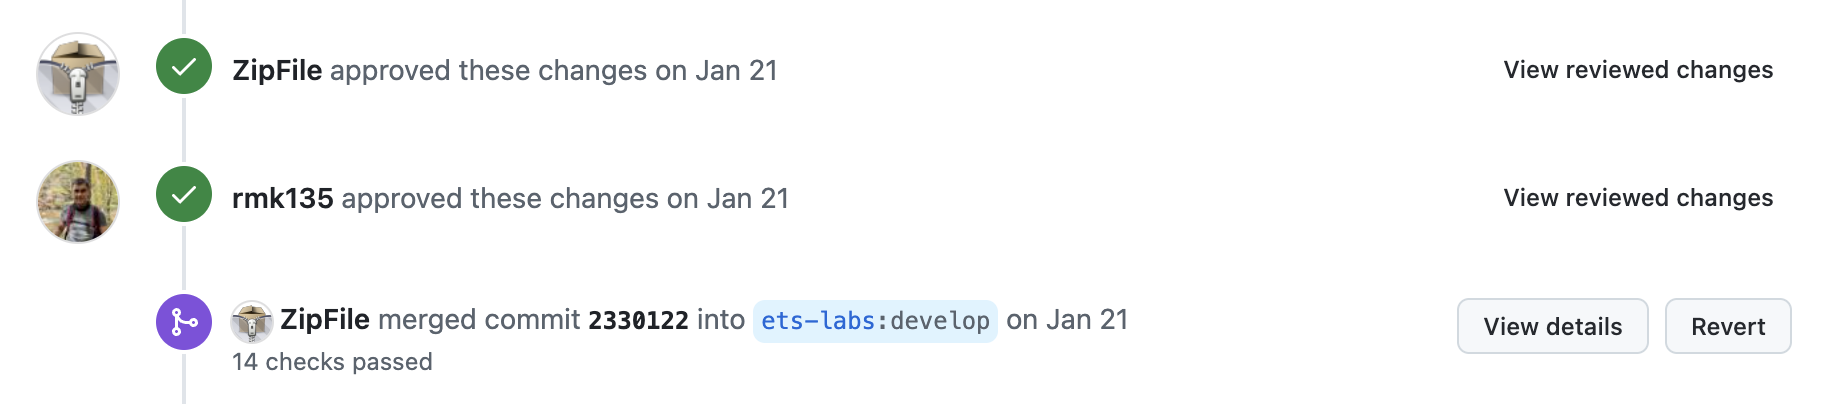 ZipFile approved these changes on Jan 21
View reviewed changes
rmk135 approved these changes on Jan 21
View reviewed changes
ZipFile merged commit 2330122 into ets-labs:develop on Jan 21
14 checks passed
View details
Revert